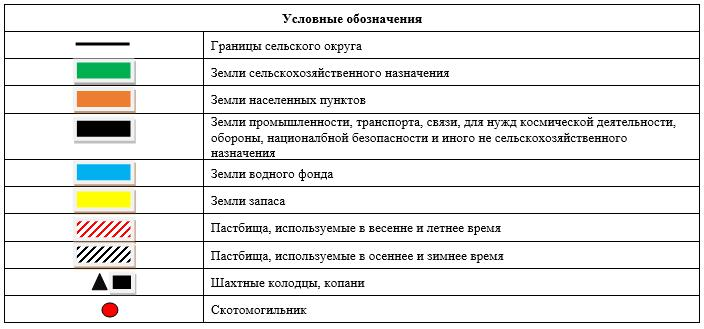 Условные обозначения
Границы сельского округа
Земли сельскохозяйственного назначения
Земли населенных пунктов
Земли промышленности, транспорта, связи, для нужд космической деятельности,
обороны, националбной безопасности и иного не сельскохозяйственного
назначения
Земли водного фонда
Земли запаса
Пастбища, используемые в весенне и летнее время
Пастбища, используемые в осеннее и зимнее время
Шахтные колодцы, копани
Скотомогильник